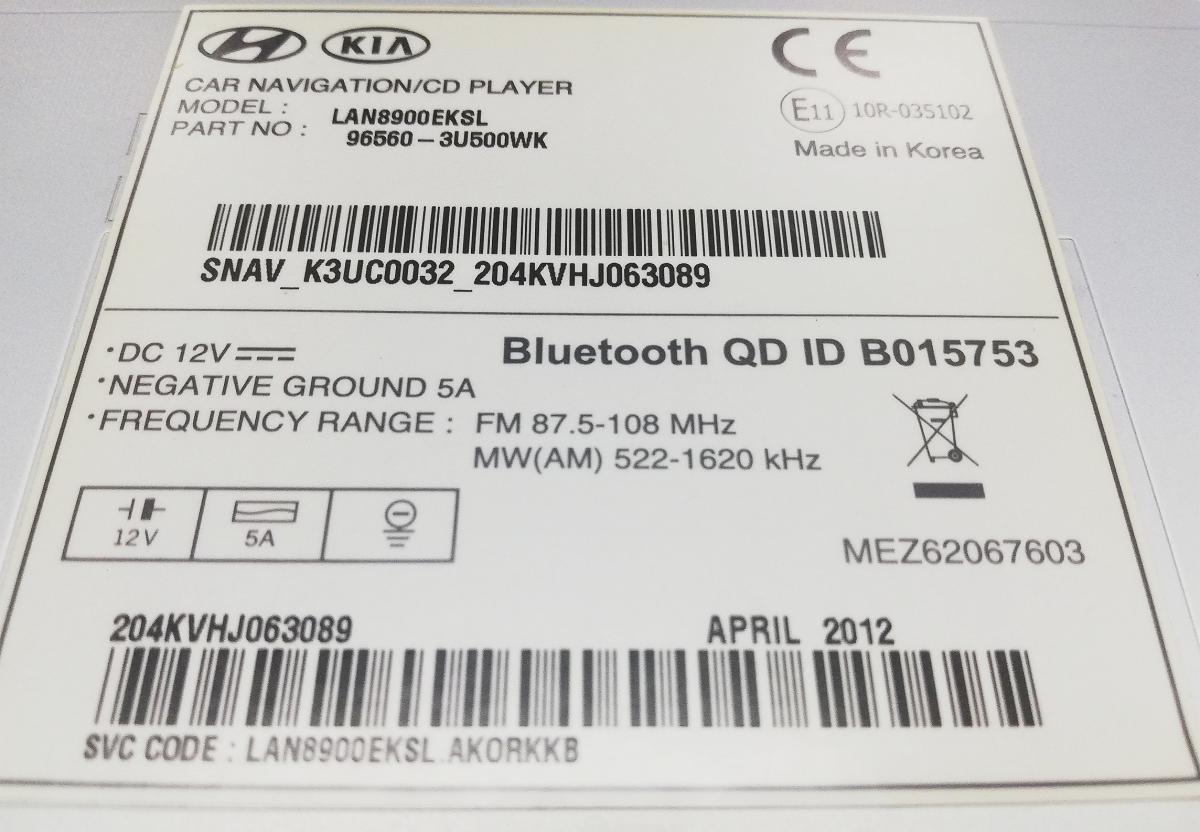 KIA
CAR NAVIGATION/CD PLAYER
MODEL : LAN8900EKSL
PART NO : 96560-3U500WK
CE
E11 10R-035102
Made in Korea
SNAV_K3UC0032_204KVHJ063089
·DC 12V
Bluetooth QD ID B015753
·NEGATIVE GROUND 5A
·FREQUENCY RANGE : FM 87.5-108 MHz
MW(AM) 522-1620 kHz
12V 5A
MEZ62067603
204KVHJ063089 APRIL 2012
SVC CODE : LAN8900EKSL.AKORKKB